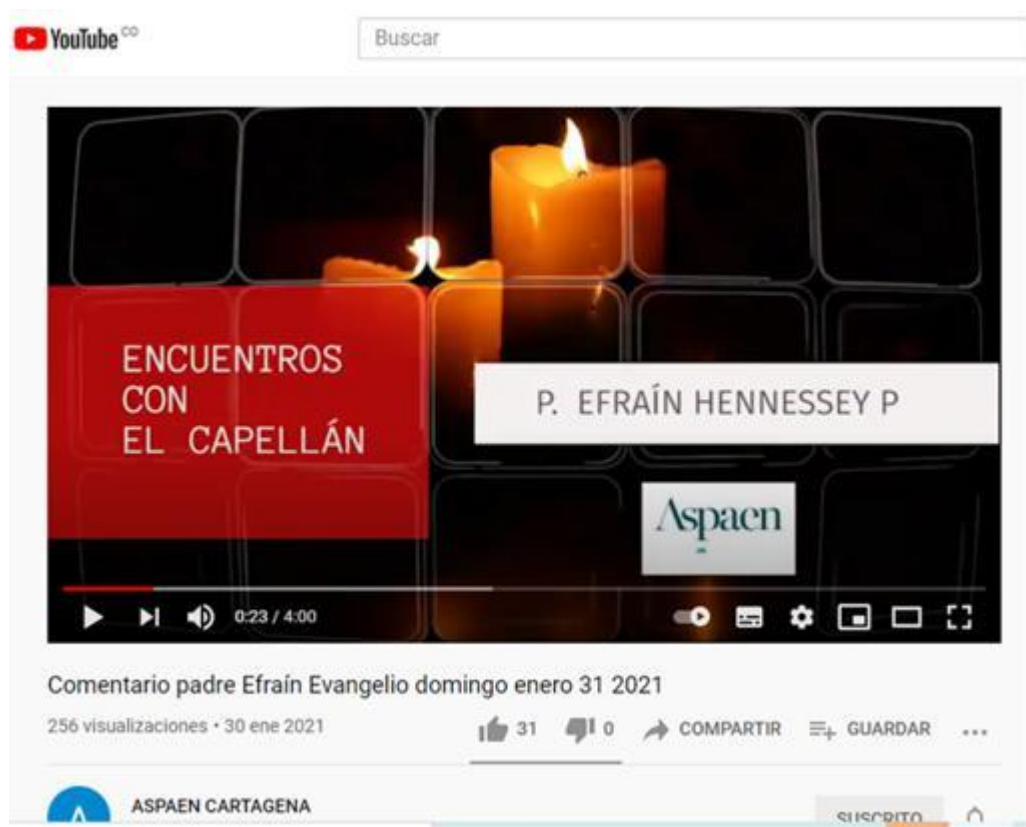 YouTube CO
Buscar
ENCUENTROS
CON
EL CAPELLÁN
P. EFRAÍN HENNESSEY P
Aspaen
0:23 / 4:00
Comentario padre Efraín Evangelio domingo enero 31 2021
256 visualizaciones • 30 ene 2021
31 0 COMPARTIR GUARDAR ...
A ASPAEN CARTAGENA
SUSCRITO